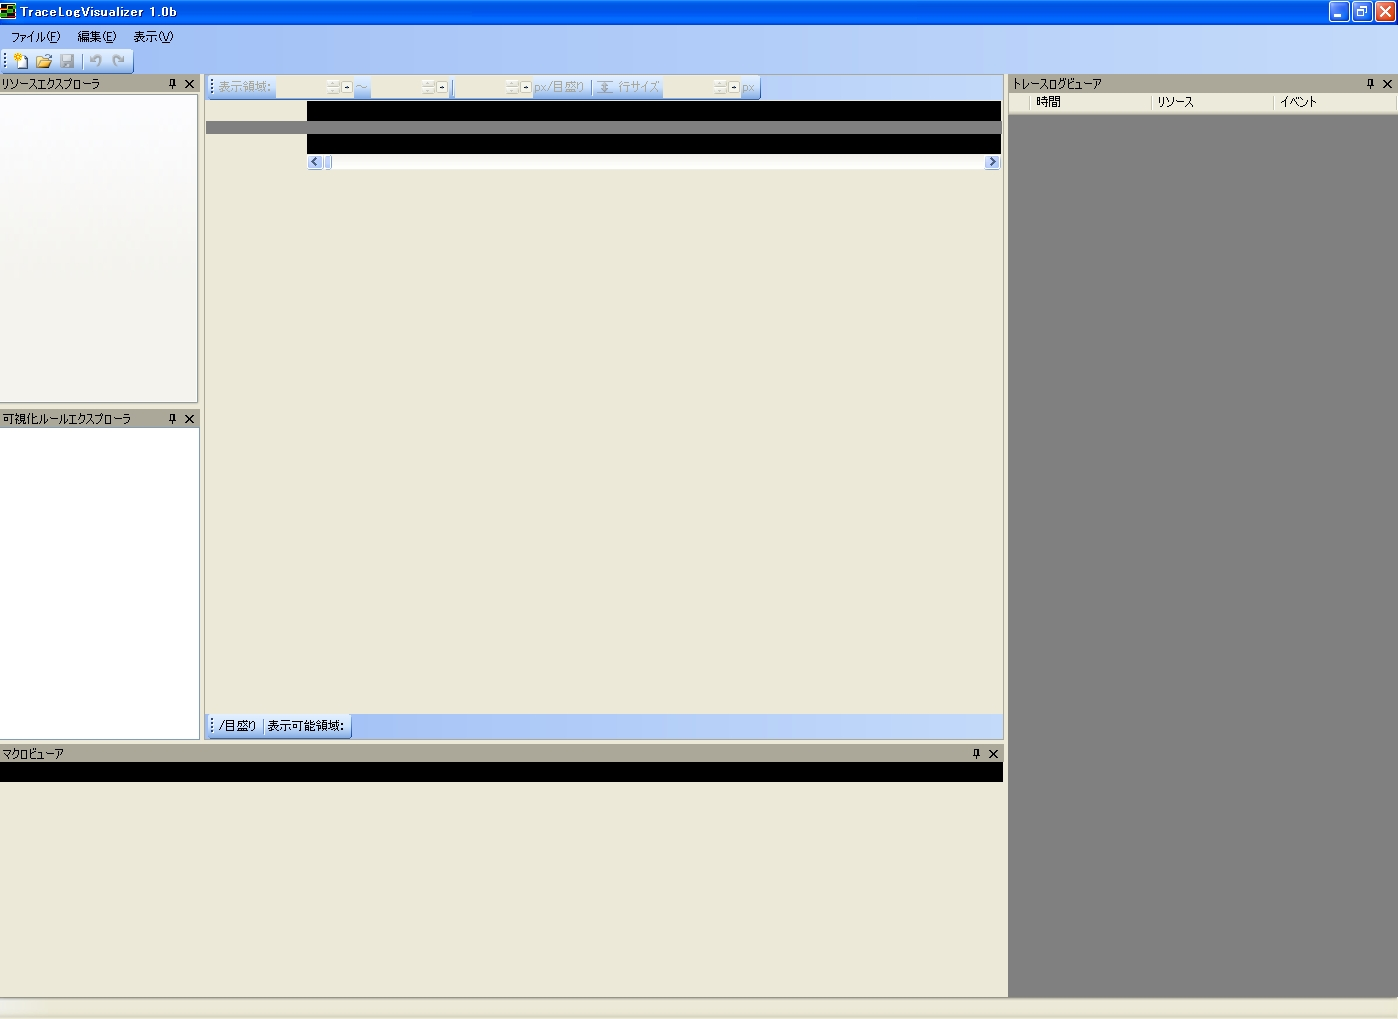 TraceLogVisualizer 1.0b
ファイル(F) 編集(E) 表示(V)
リソースエクスプローラ
表示領域: ～ px/目盛り 行サイズ px
トレースログビューア
時間 リソース イベント
可視化ルールエクスプローラ
/目盛り 表示可能領域:
マクロビューア